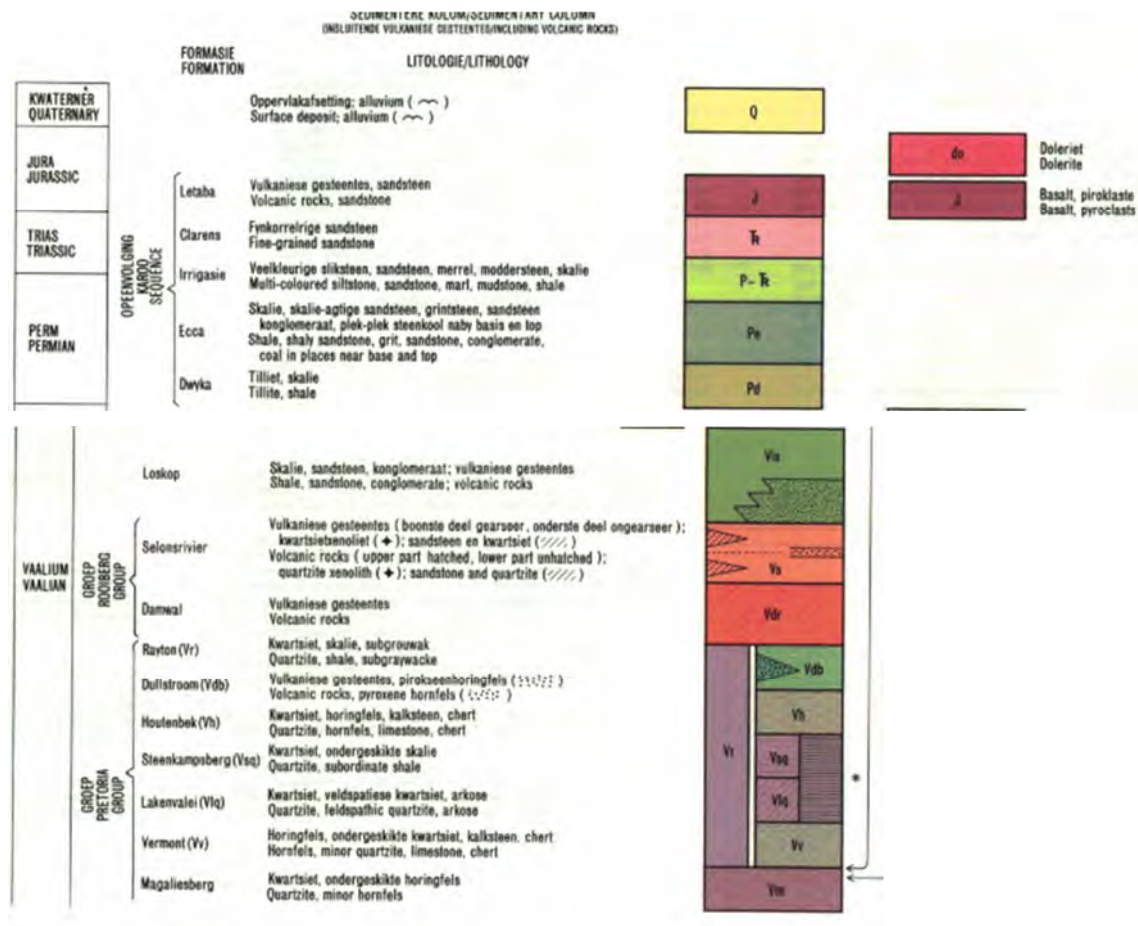 SEDIMENTÊRE KOLOM/SEDIMENTARY COLUMN
(INSLUITENDE VULKANIESE GESTEENTES/INCLUDING VOLCANIC ROCKS)
FORMASIE
FORMATION
LITOLOGIE/LITHOLOGY
KWATERNÊR
QUATERNARY
Oppervlakafsetting; alluvium ( )
Surface deposit; alluvium ( )
Q
JURA
JURASSIC
do
Doleriet
Dolerite
Letaba
Vulkaniese gesteentes, sandsteen
Volcanic rocks, sandstone
J
J
Basalt, piroklaste
Basalt, pyroclasts
TRIAS
TRIASSIC
OPEENVOLGING
KAROO
SEQUENCE
Clarens
Fynkorrelrige sandsteen
Fine-grained sandstone
Ꞧ
Irrigasie
Veelkleurige sliksteen, sandsteen, merrel, moddersteen, skalie
Multi-coloured siltstone, sandstone, marl, mudstone, shale
P-Ꞧ
PERM
PERMIAN
Ecca
Skalie, skalie-agtige sandsteen, grintsteen, sandsteen
konglomeraat, plek-plek steenkool naby basis en top
Shale, shaly sandstone, grit, sandstone, conglomerate,
coal in places near base and top
Pe
Dwyka
Tilliet, skalie
Tillite, shale
Pd
Loskop
Skalie, sandsteen, konglomeraat; vulkaniese gesteentes
Shale, sandstone, conglomerate; volcanic rocks
VAALIUM
VAALIAN
GROEP
ROOIBERG
GROUP
Selonsrivier
Vulkaniese gesteentes (boonste deel gearseer, onderste deel ongearseer);
kwartsietxenoliet (✦); sandsteen en kwartsiet (////)
Volcanic rocks (upper part hatched, lower part unhatched);
quartzite xenolith (✦); sandstone and quartzite (////)
Vs
Damwal
Vulkaniese gesteentes
Volcanic rocks
Vdr
GROEP
PRETORIA
GROUP
Rayton (Vr)
Kwartsiet, skalie, subgrouwak
Quartzite, shale, subgraywacke
Vr
Dullstroom (Vdb)
Vulkaniese gesteentes, pirokseenhoringfels ( )
Volcanic rocks, pyroxene hornfels ( )
Vdb
Houtenbek (Vh)
Kwartsiet, horingfels, kalksteen, chert
Quartzite, hornfels, limestone, chert
Vh
Steenkampsberg (Vsq)
Kwartsiet, ondergeskikte skalie
Quartzite, subordinate shale
Vsq
*
Lakenvalei (Vlq)
Kwartsiet, veldspatiese kwartsiet, arkose
Quartzite, feldspathic quartzite, arkose
Vlq
Vermont (Vv)
Horingfels, ondergeskikte kwartsiet, kalksteen. chert
Hornfels, minor quartzite, limestone, chert
Vv
Magaliesberg
Kwartsiet, ondergeskikte horingfels
Quartzite, minor hornfels
Vm